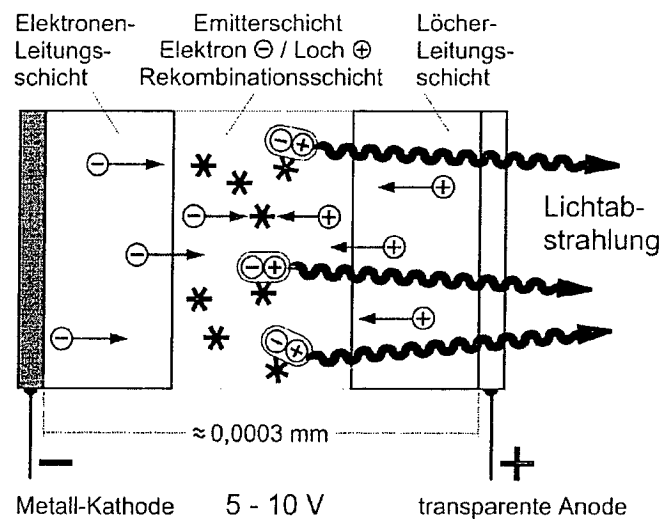 Elektronen-
Leitungs-
schicht
Emitterschicht
Elektron ⊖ / Loch ⊕
Rekombinationsschicht
Löcher-
Leitungs-
schicht
Lichtab-
strahlung
≈ 0,0003 mm
Metall-Kathode
5 - 10 V
transparente Anode